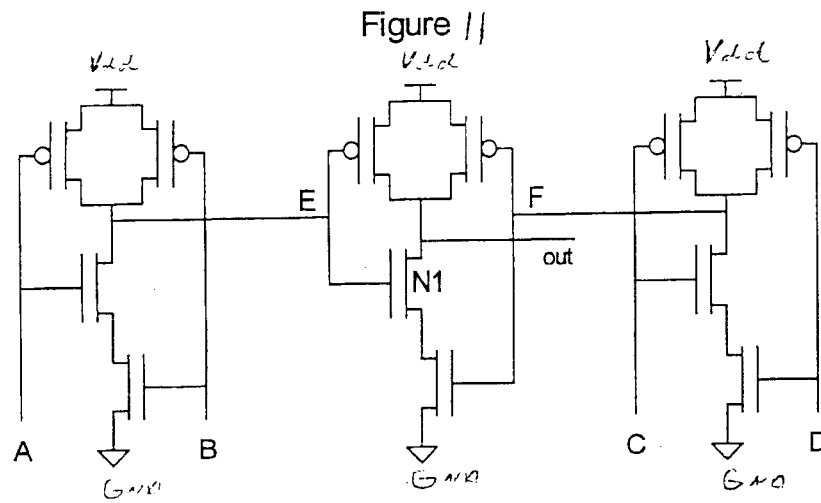 Figure 11
Vdd Vdd Vdd
E F
out
N1
A B C D
GND GND GND